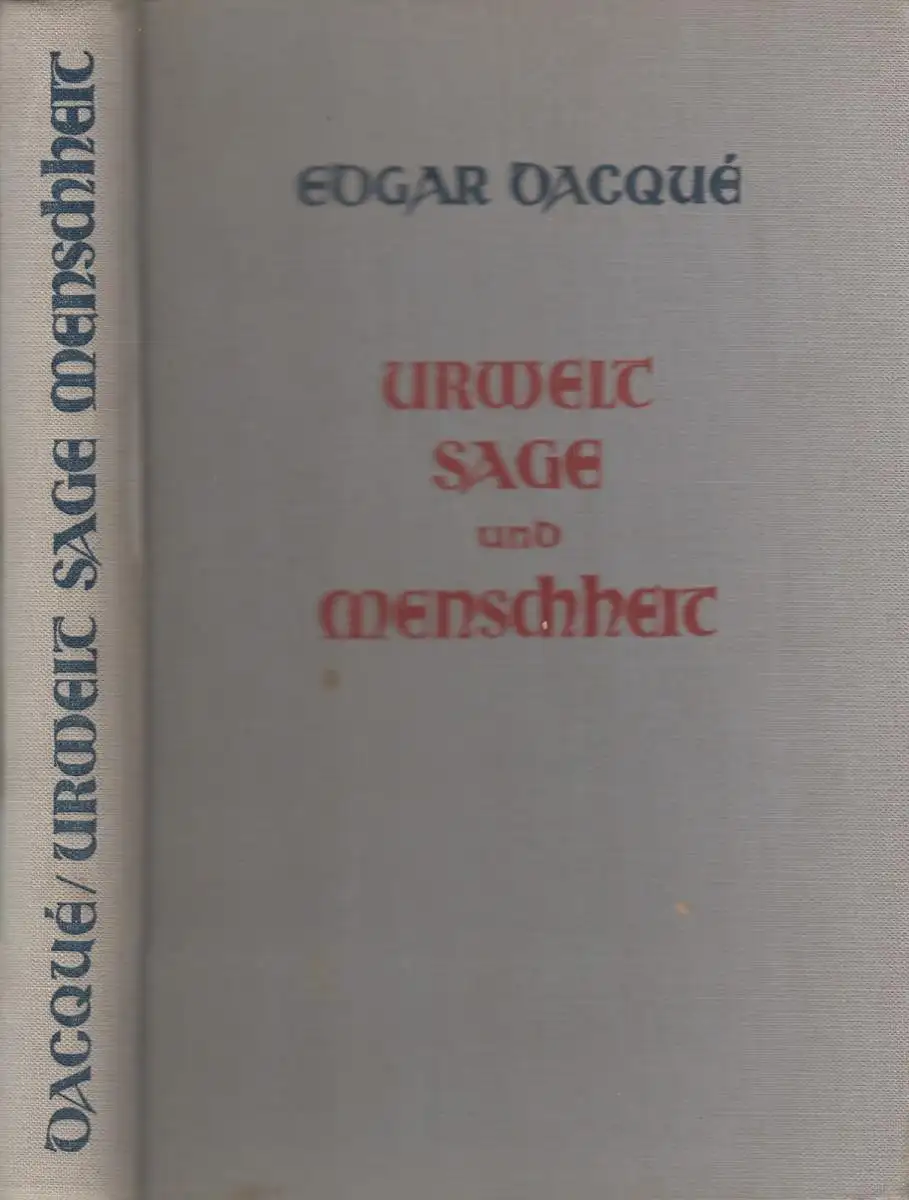 DACQUÉ / URWELT SAGE MENSCHHEIT
EDGAR DACQUÉ
URWELT
SAGE
und
MENSCHHEIT